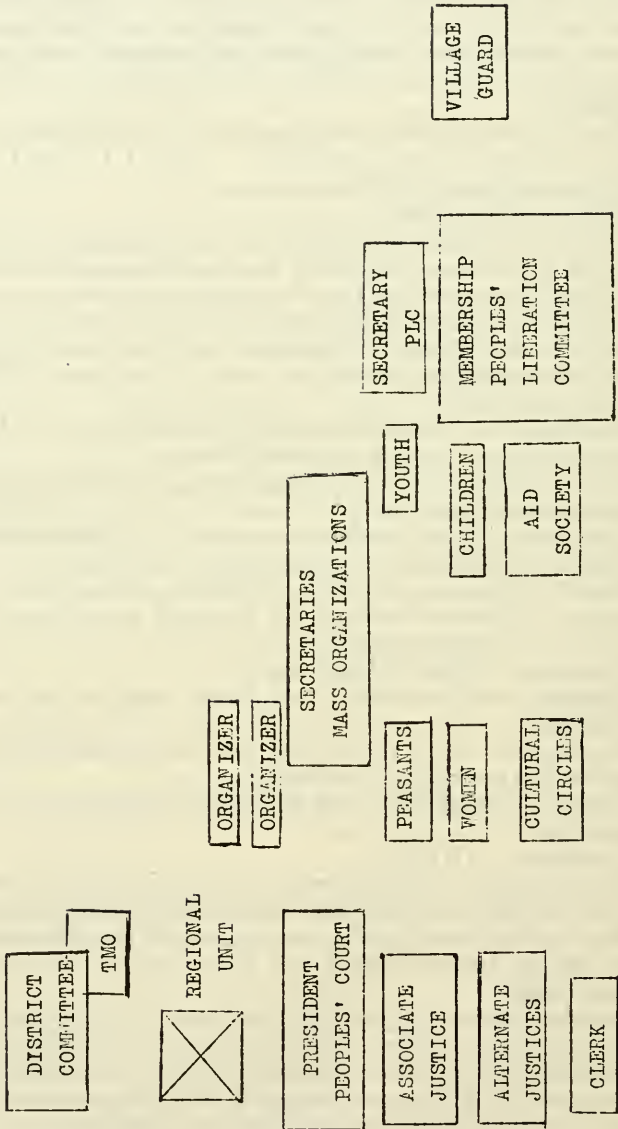 DISTRICT
COMMITTEE
TMO
REGIONAL
UNIT
PRESIDENT
PEOPLES' COURT
ASSOCIATE
JUSTICE
ALTERNATE
JUSTICES
CLERK
ORGANIZER
ORGANIZER
SECRETARIES
MASS ORGANIZATIONS
PEASANTS
YOUTH
WOMEN
CHILDREN
CULTURAL
CIRCLES
AID
SOCIETY
SECRETARY
PLC
MEMBERSHIP
PEOPLES'
LIBERATION
COMMITTEE
VILLAGE
GUARD